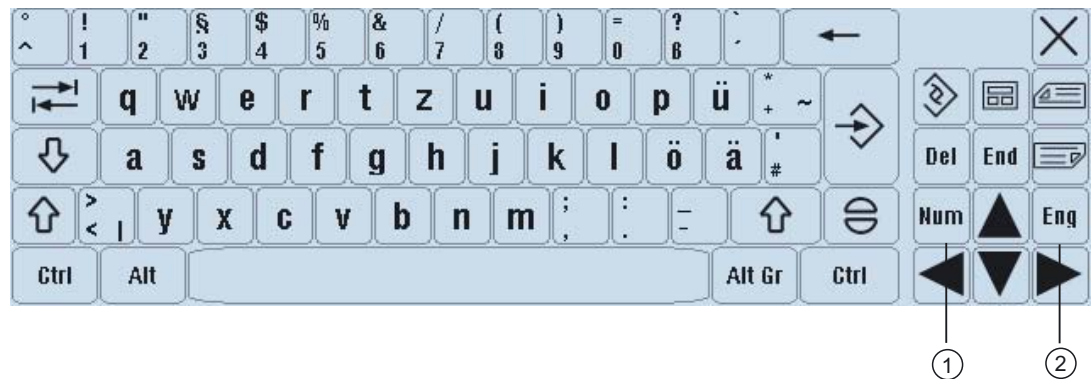 ° ! " § $ % & / ( ) = ? `
^ 1 2 3 4 5 6 7 8 9 0 ß ´
q w e r t z u i o p ü * + ~
a s d f g h j k l ö ä ' # Del End
> < | y x c v b n m ; , : . _ - Num Eng
Ctrl Alt Alt Gr Ctrl
1 2